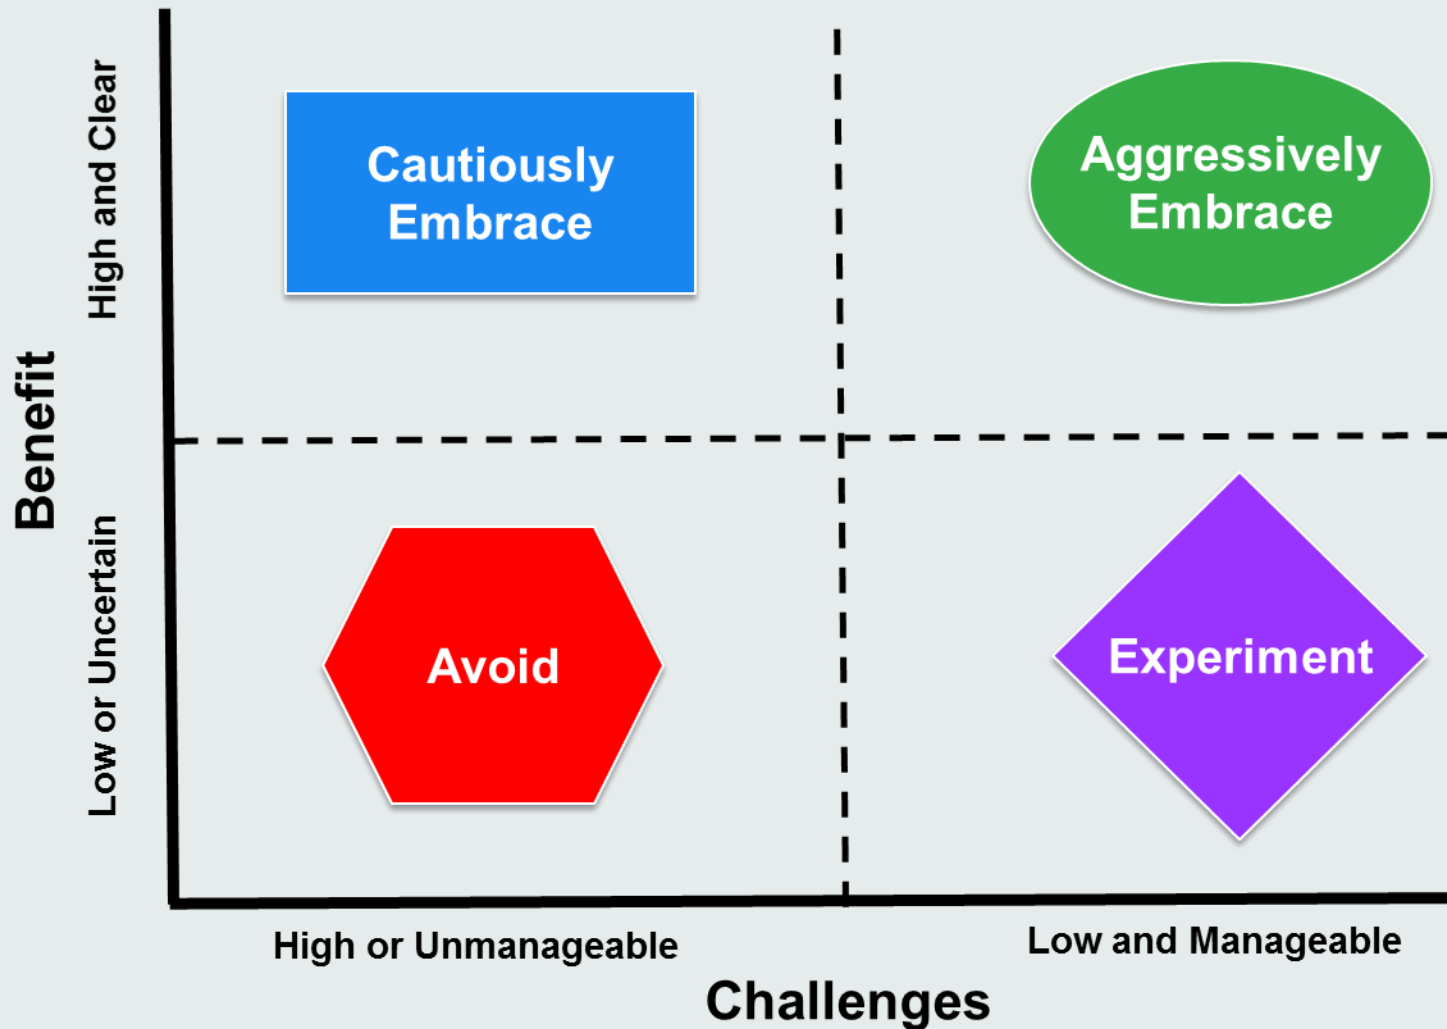 High and Clear
Cautiously
Embrace
Aggressively
Embrace
Benefit
Low or Uncertain
Avoid
Experiment
High or Unmanageable
Low and Manageable
Challenges